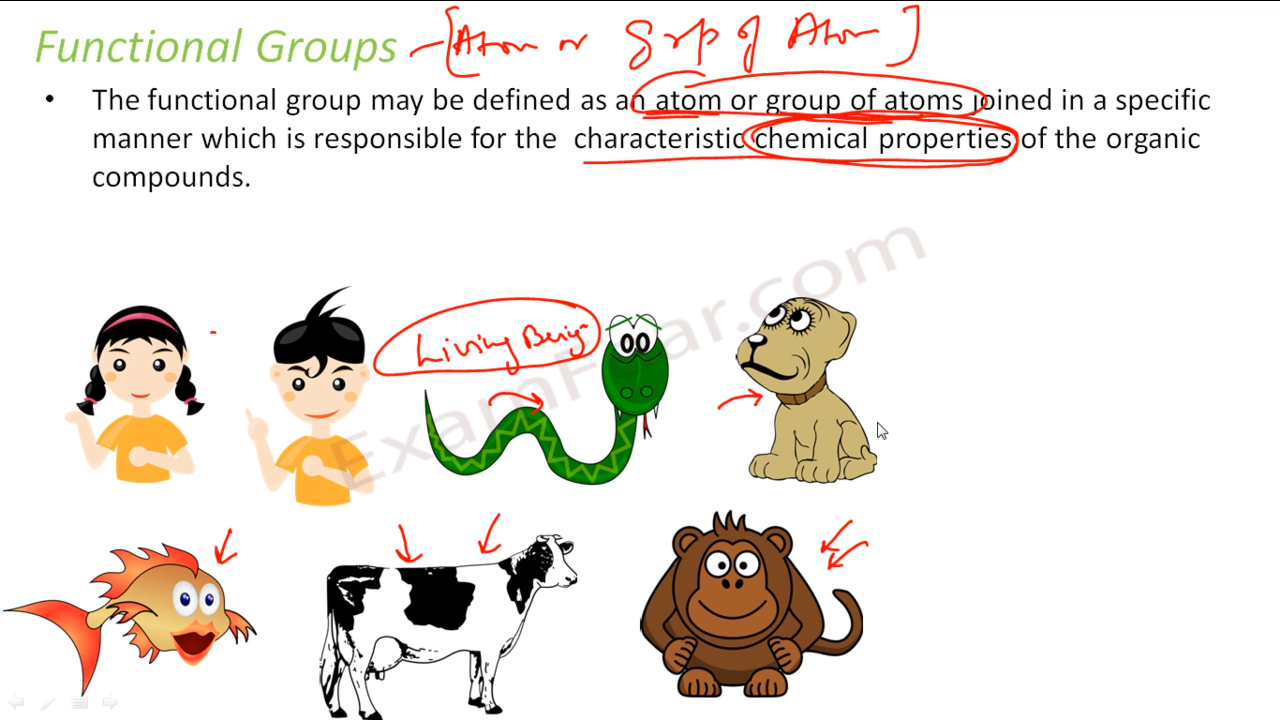 Functional Groups - [Atom or grp of Atom]
• The functional group may be defined as an atom or group of atoms joined in a specific
manner which is responsible for the characteristic chemical properties of the organic
compounds.
Living Being
ExamFear.com